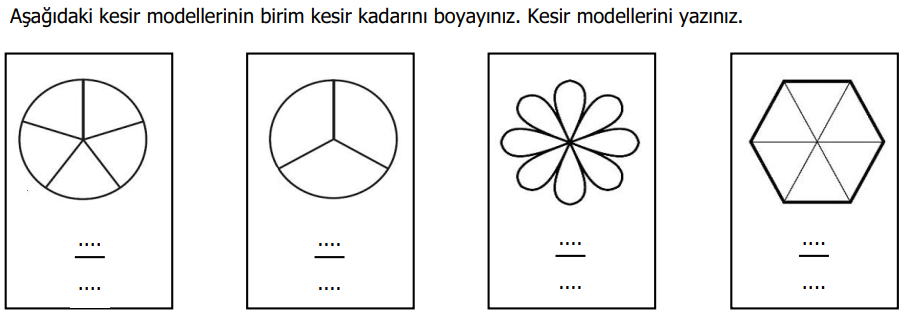 Aşağıdaki kesir modellerinin birim kesir kadarını boyayınız. Kesir modellerini yazınız.
.... .... .... ....
.... .... .... ....